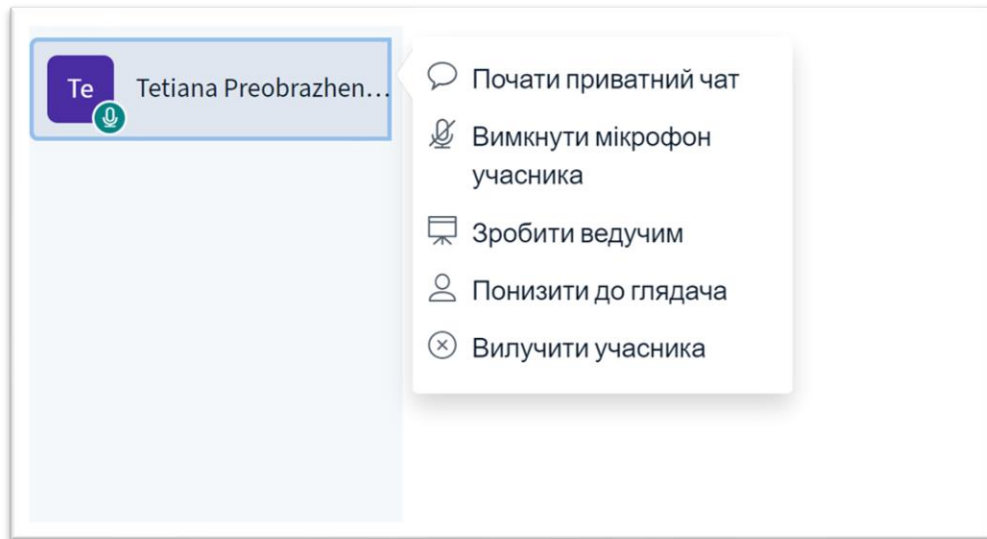 Te
Tetiana Preobrazhen...
Почати приватний чат
Вимкнути мікрофон
учасника
Зробити ведучим
Понизити до глядача
Вилучити учасника